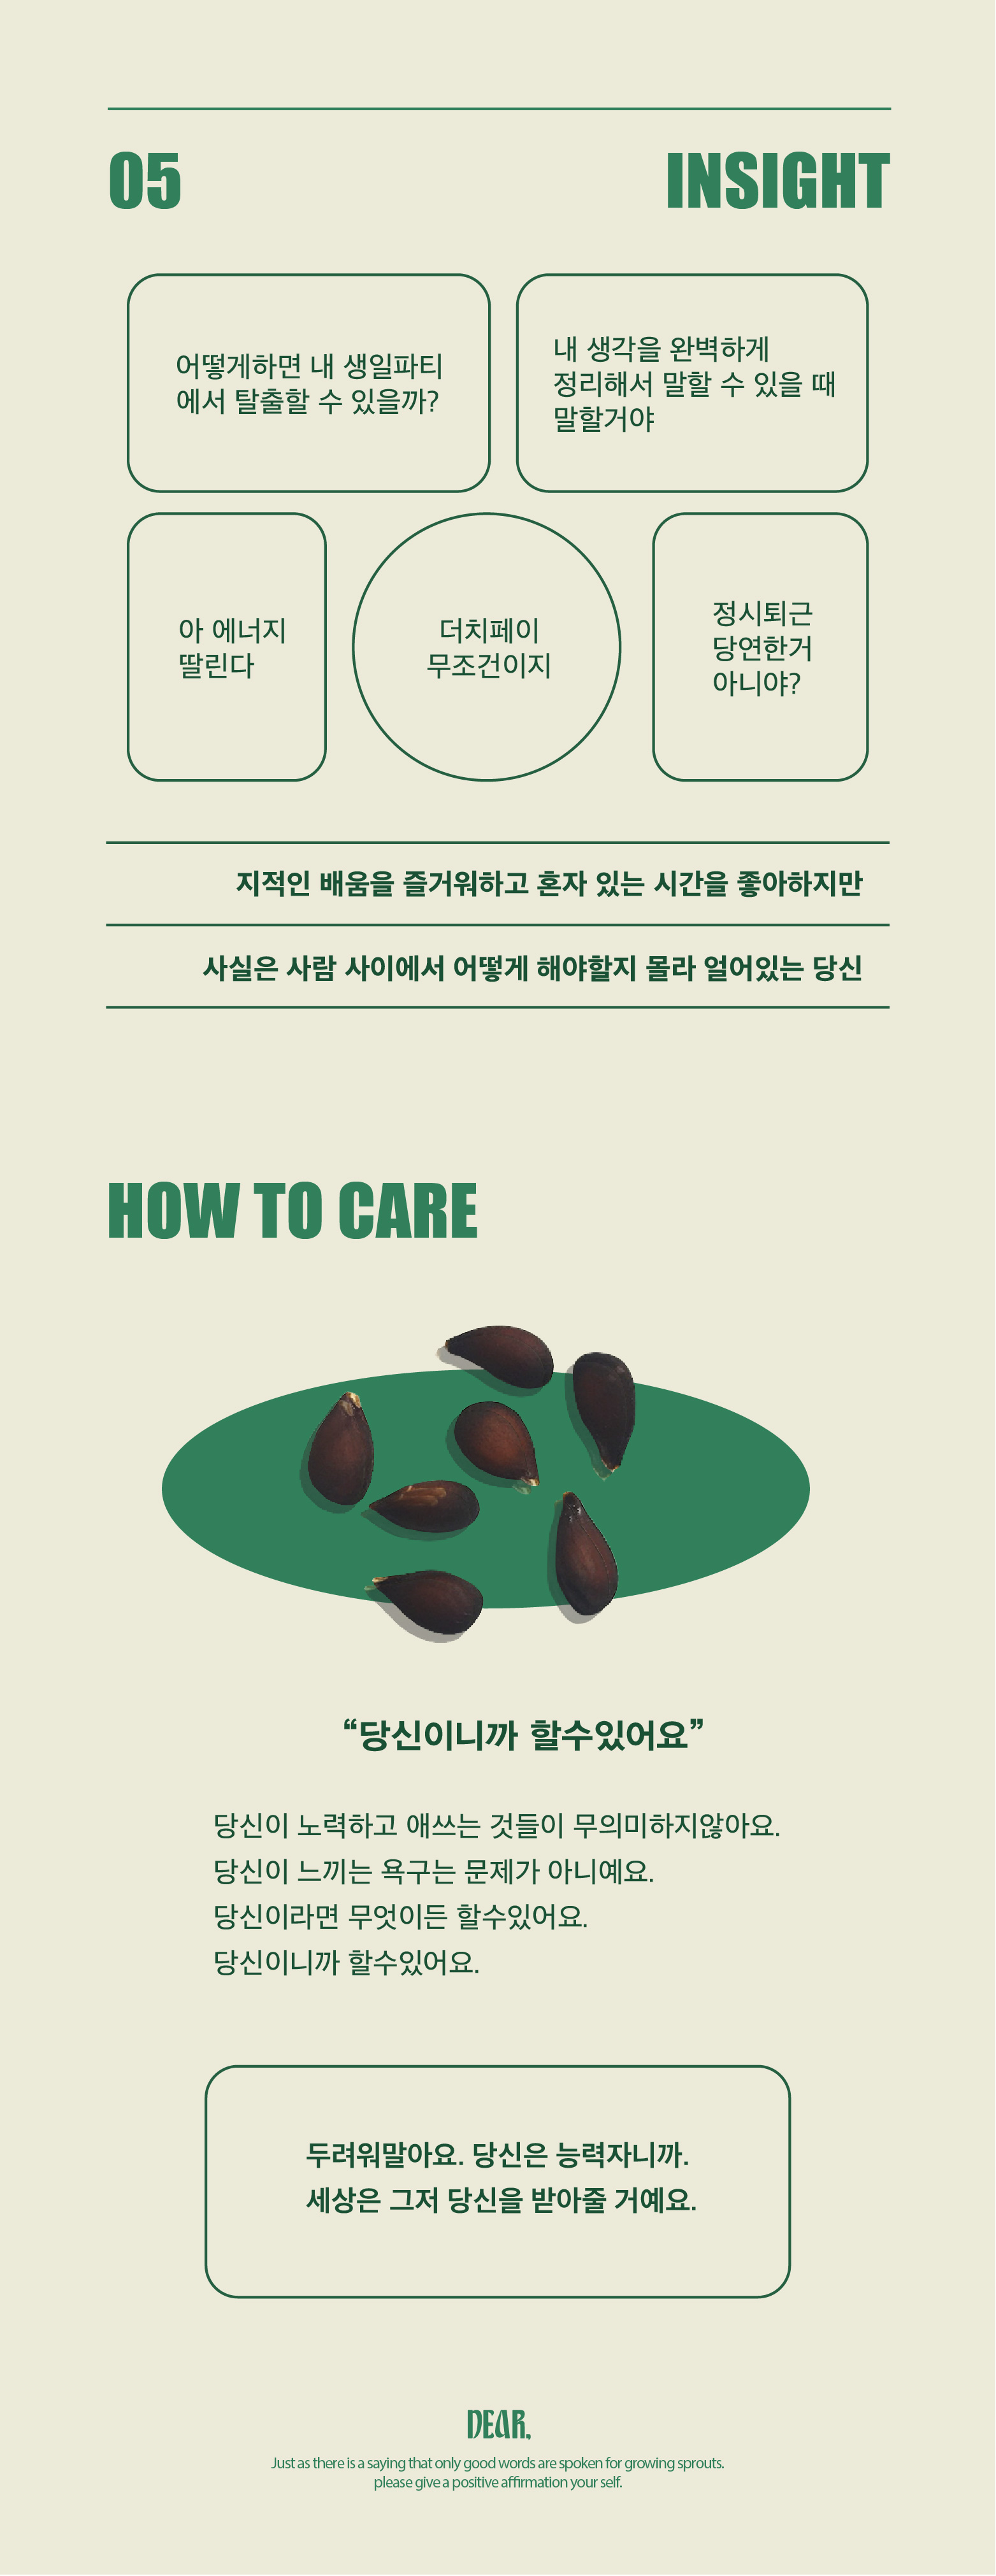 05
INSIGHT
어떻게하면 내 생일파티
에서 탈출할 수 있을까?
내 생각을 완벽하게
정리해서 말할 수 있을 때
말할거야
아 에너지
딸린다
더치페이
무조건이지
정시퇴근
당연한거
아니야?
지적인 배움을 즐거워하고 혼자 있는 시간을 좋아하지만
사실은 사람 사이에서 어떻게 해야할지 몰라 얼어있는 당신
HOW TO CARE
“당신이니까 할수있어요”
당신이 노력하고 애쓰는 것들이 무의미하지않아요.
당신이 느끼는 욕구는 문제가 아니예요.
당신이라면 무엇이든 할수있어요.
당신이니까 할수있어요.
두려워말아요. 당신은 능력자니까.
세상은 그저 당신을 받아줄 거예요.
DEAR,
Just as there is a saying that only good words are spoken for growing sprouts.
please give a positive affirmation your self.